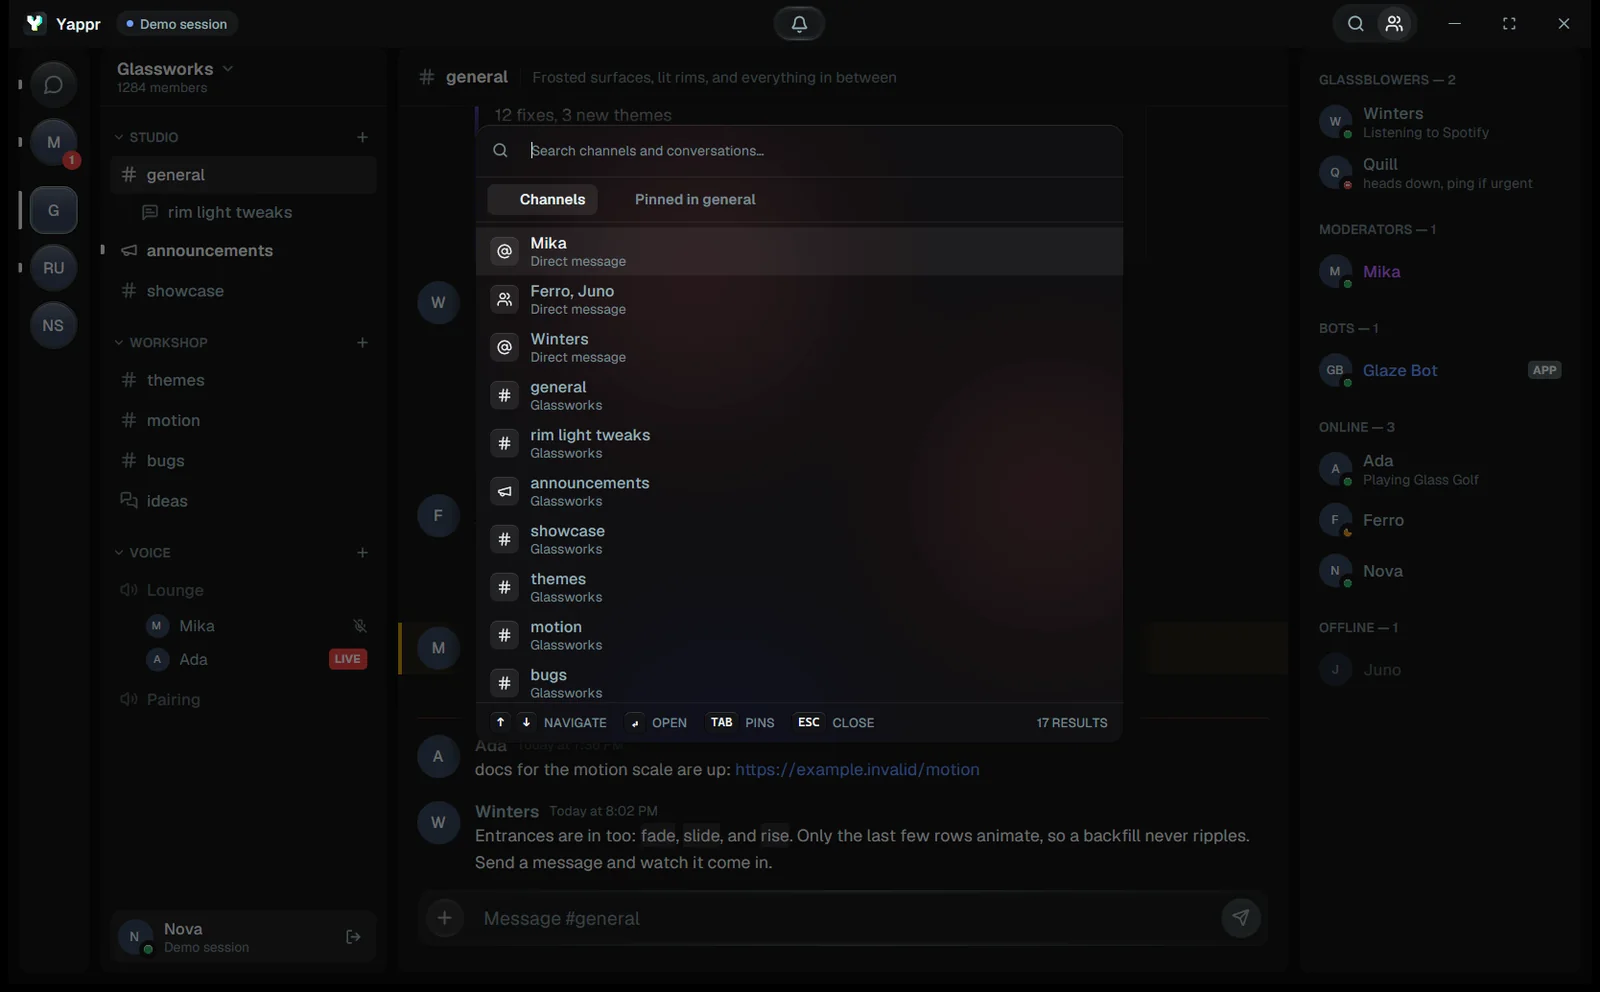 Yappr
Demo session
Glassworks
1284 members
STUDIO
general
rim light tweaks
announcements
showcase
WORKSHOP
themes
motion
bugs
ideas
VOICE
Lounge
M Mika
A Ada LIVE
Pairing
N Nova
Demo session
M
1
G
RU
NS
# general
Frosted surfaces, lit rims, and everything in between
12 fixes, 3 new themes
Search channels and conversations...
Channels
Pinned in general
Mika
Direct message
Ferro, Juno
Direct message
Winters
Direct message
general
Glassworks
rim light tweaks
Glassworks
announcements
Glassworks
showcase
Glassworks
themes
Glassworks
motion
Glassworks
bugs
Glassworks
NAVIGATE
OPEN
TAB PINS
ESC CLOSE
17 RESULTS
W
F
M
A
Ada Today at 7:56 PM
docs for the motion scale are up: https://example.invalid/motion
W
Winters Today at 8:02 PM
Entrances are in too: fade, slide, and rise. Only the last few rows animate, so a backfill never ripples.
Send a message and watch it come in.
Message #general
GLASSBLOWERS — 2
W Winters
Listening to Spotify
Q Quill
heads down, ping if urgent
MODERATORS — 1
M Mika
BOTS — 1
GB Glaze Bot APP
ONLINE — 3
A Ada
Playing Glass Golf
F Ferro
N Nova
OFFLINE — 1
J Juno